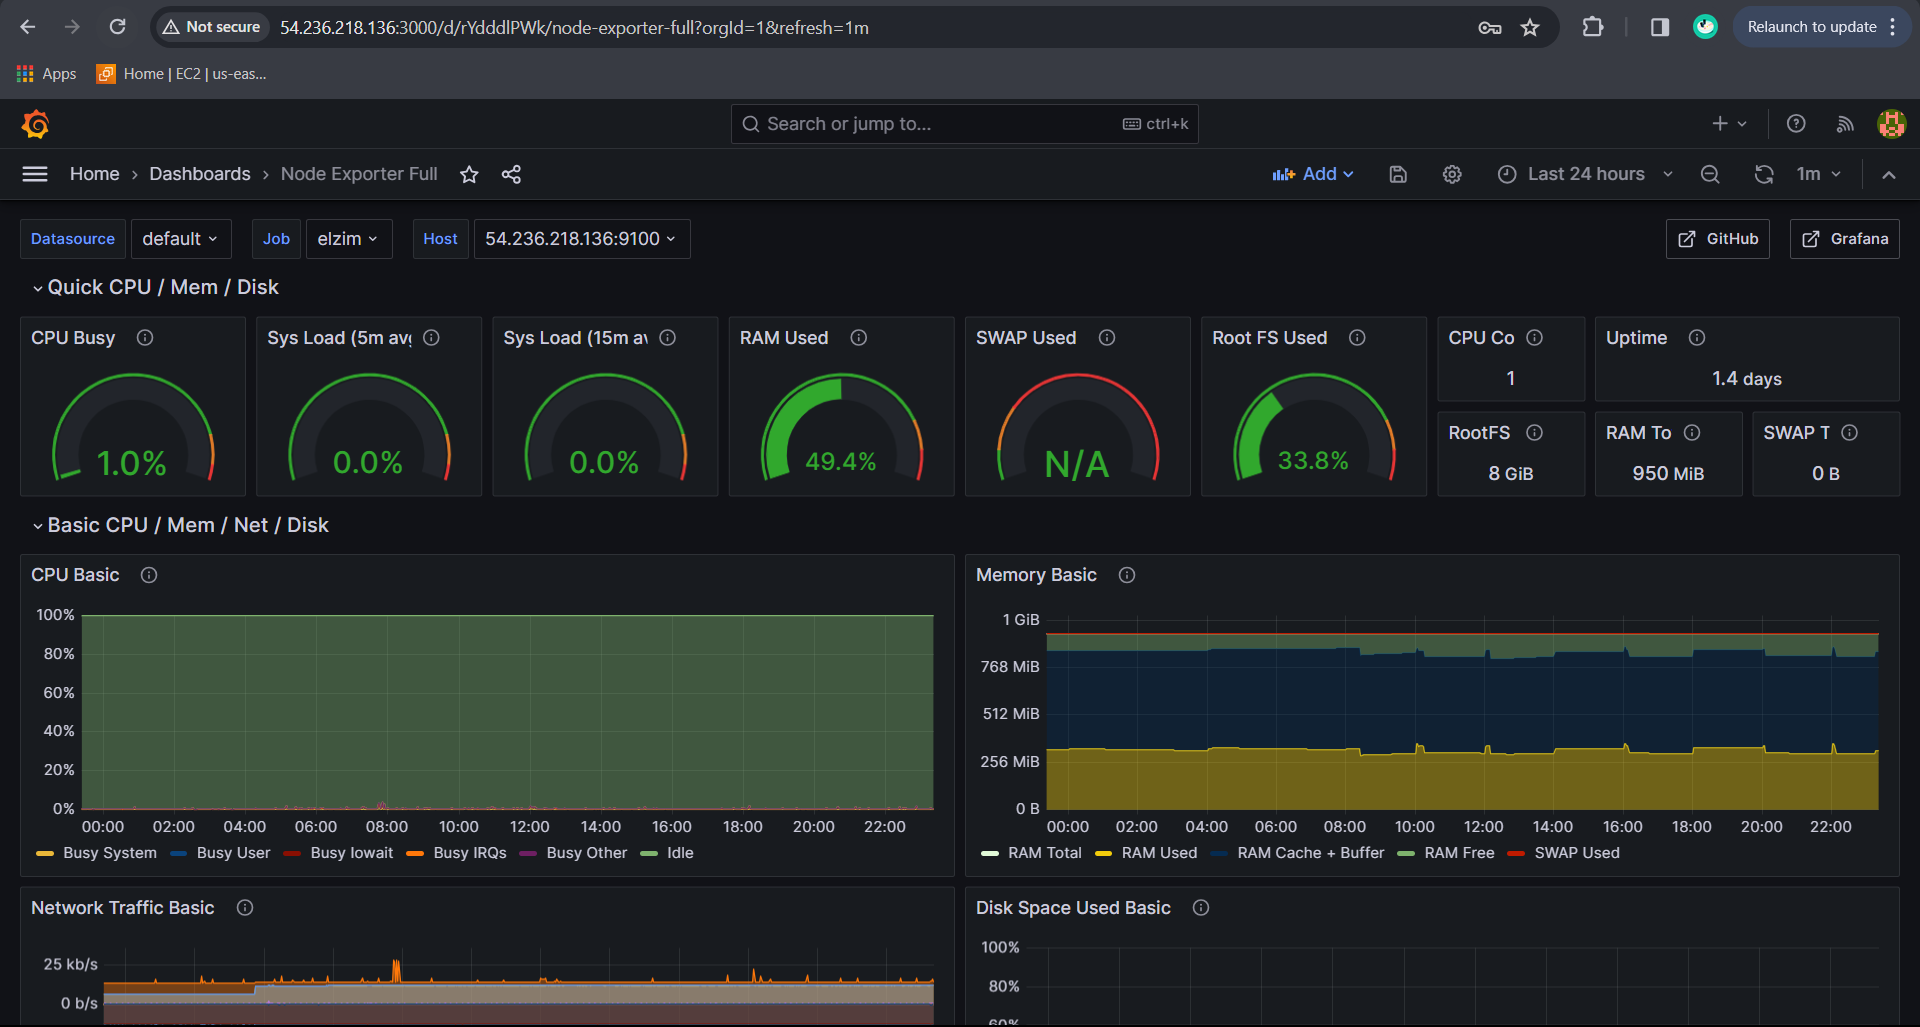 Not secure 54.236.218.136:3000/d/rYdddlPWk/node-exporter-full?orgId=1&refresh=1m Relaunch to update
Apps Home | EC2 | us-eas...
Search or jump to... ctrl+k
Home › Dashboards › Node Exporter Full Add Last 24 hours 1m
Datasource default Job elzim Host 54.236.218.136:9100 GitHub Grafana
Quick CPU / Mem / Disk
CPU Busy Sys Load (5m avg Sys Load (15m av RAM Used SWAP Used Root FS Used CPU Co Uptime
1 1.4 days
RootFS RAM To SWAP T
1.0% 0.0% 0.0% 49.4% N/A 33.8% 8 GiB 950 MiB 0 B
Basic CPU / Mem / Net / Disk
CPU Basic
100%
80%
60%
40%
20%
0%
00:00 02:00 04:00 06:00 08:00 10:00 12:00 14:00 16:00 18:00 20:00 22:00
Busy System Busy User Busy Iowait Busy IRQs Busy Other Idle
Memory Basic
1 GiB
768 MiB
512 MiB
256 MiB
0 B
00:00 02:00 04:00 06:00 08:00 10:00 12:00 14:00 16:00 18:00 20:00 22:00
RAM Total RAM Used RAM Cache + Buffer RAM Free SWAP Used
Network Traffic Basic
25 kb/s
0 b/s
Disk Space Used Basic
100%
80%
60%